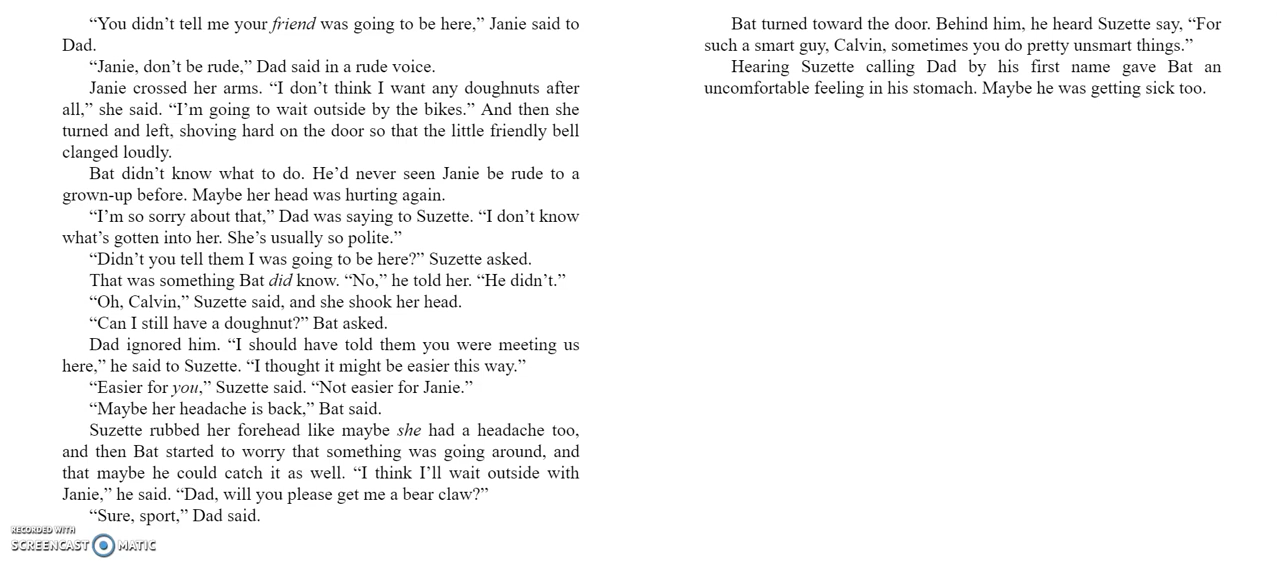 “You didn’t tell me your friend was going to be here,” Janie said to
Dad.
“Janie, don’t be rude,” Dad said in a rude voice.
Janie crossed her arms. “I don’t think I want any doughnuts after
all,” she said. “I’m going to wait outside by the bikes.” And then she
turned and left, shoving hard on the door so that the little friendly bell
clanged loudly.
Bat didn’t know what to do. He’d never seen Janie be rude to a
grown-up before. Maybe her head was hurting again.
“I’m so sorry about that,” Dad was saying to Suzette. “I don’t know
what’s gotten into her. She’s usually so polite.”
“Didn’t you tell them I was going to be here?” Suzette asked.
That was something Bat did know. “No,” he told her. “He didn’t.”
“Oh, Calvin,” Suzette said, and she shook her head.
“Can I still have a doughnut?” Bat asked.
Dad ignored him. “I should have told them you were meeting us
here,” he said to Suzette. “I thought it might be easier this way.”
“Easier for you,” Suzette said. “Not easier for Janie.”
“Maybe her headache is back,” Bat said.
Suzette rubbed her forehead like maybe she had a headache too,
and then Bat started to worry that something was going around, and
that maybe he could catch it as well. “I think I’ll wait outside with
Janie,” he said. “Dad, will you please get me a bear claw?”
“Sure, sport,” Dad said.
Bat turned toward the door. Behind him, he heard Suzette say, “For
such a smart guy, Calvin, sometimes you do pretty unsmart things.”
Hearing Suzette calling Dad by his first name gave Bat an
uncomfortable feeling in his stomach. Maybe he was getting sick too.
RECORDED WITH
SCREENCAST MATIC